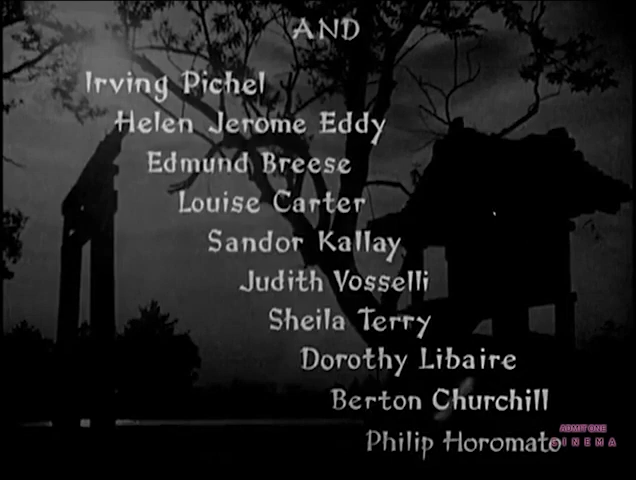 AND
Irving Pichel
Helen Jerome Eddy
Edmund Breese
Louise Carter
Sandor Kallay
Judith Vosselli
Sheila Terry
Dorothy Libaire
Berton Churchill
Philip Horomato
ADMIT ONE
CINEMA